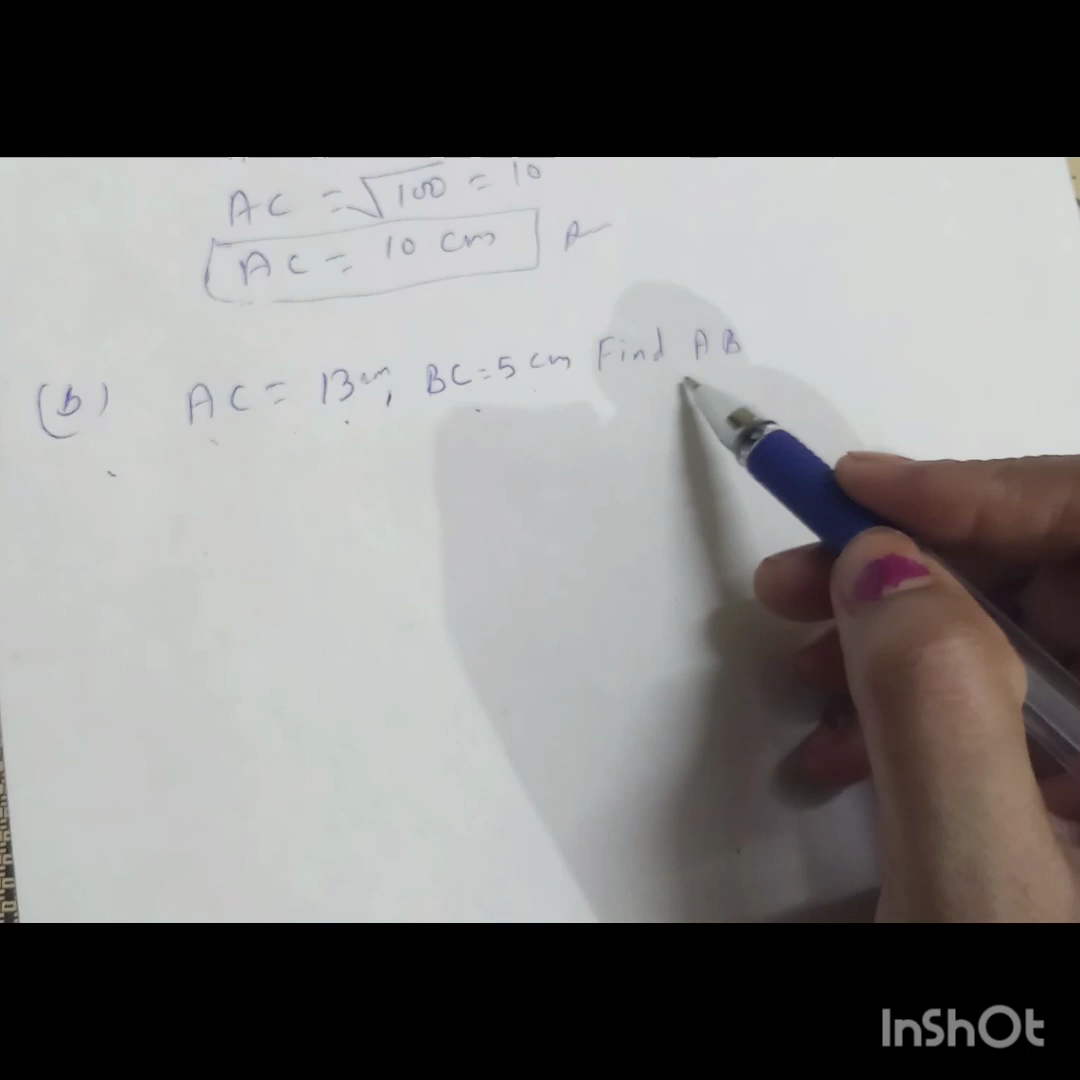 AC = √100 = 10
AC = 10 cm
(b) AC = 13cm, BC=5 cm Find AB
InShOt